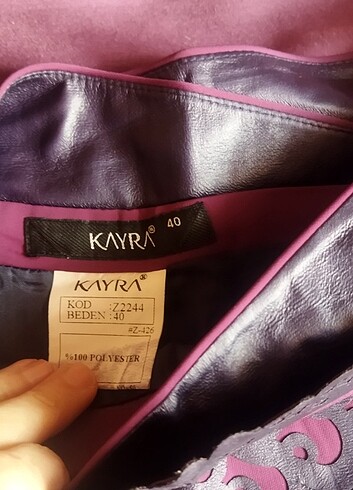 KAYRA® 40
KAYRA®
KOD :Z2244
BEDEN :40
#Z-426
%100 POLYESTER